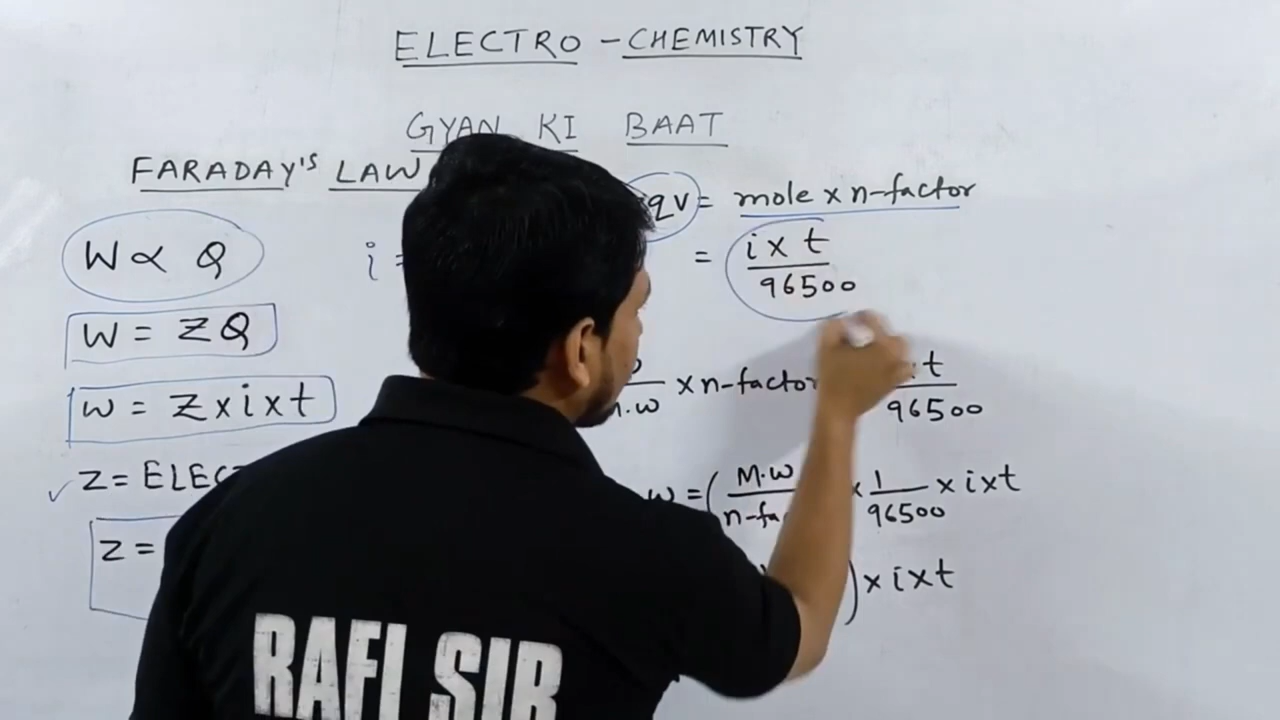 ELECTRO - CHEMISTRY
GYAN KI BAAT
FARADAY'S LAW
W ∝ Q
W = ZQ
W = Z x i x t
✓ Z = ELEC
Z =
i =
qv = mole x n-factor
= i x t / 96500
M.W x n-factor
t / 96500
w = ( M.W / n-fa x 1 / 96500 x i x t
) x i x t
RAFI SIR